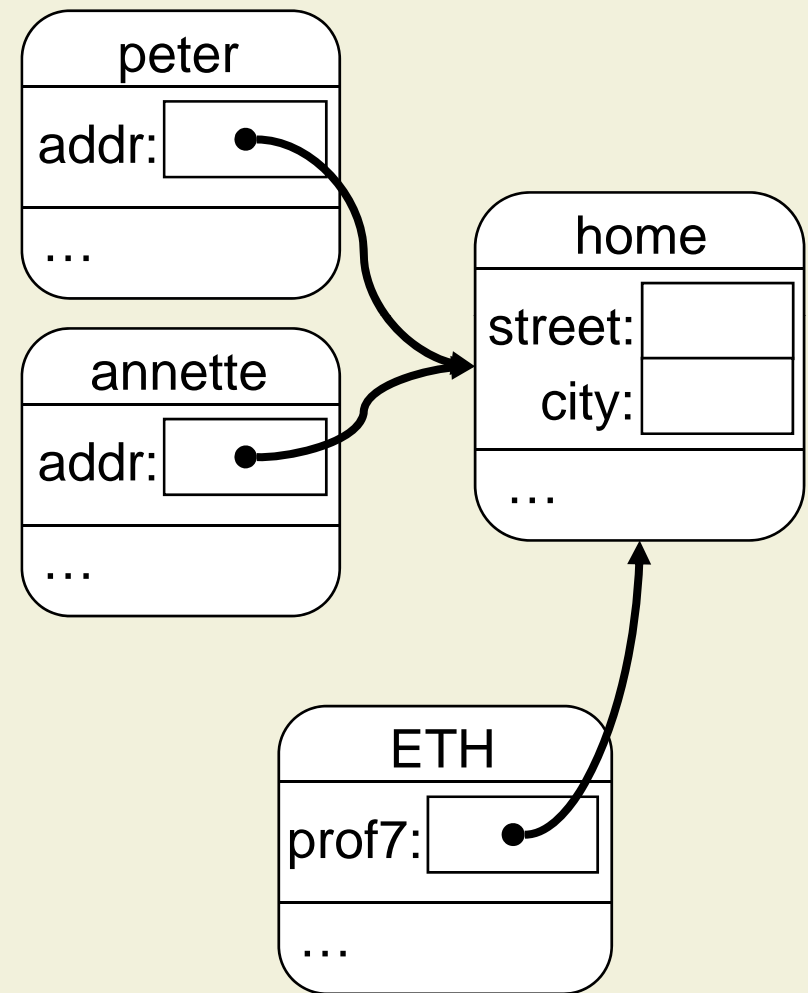 peter
addr:
…
annette
addr:
…
home
street:
city:
…
ETH
prof7:
…